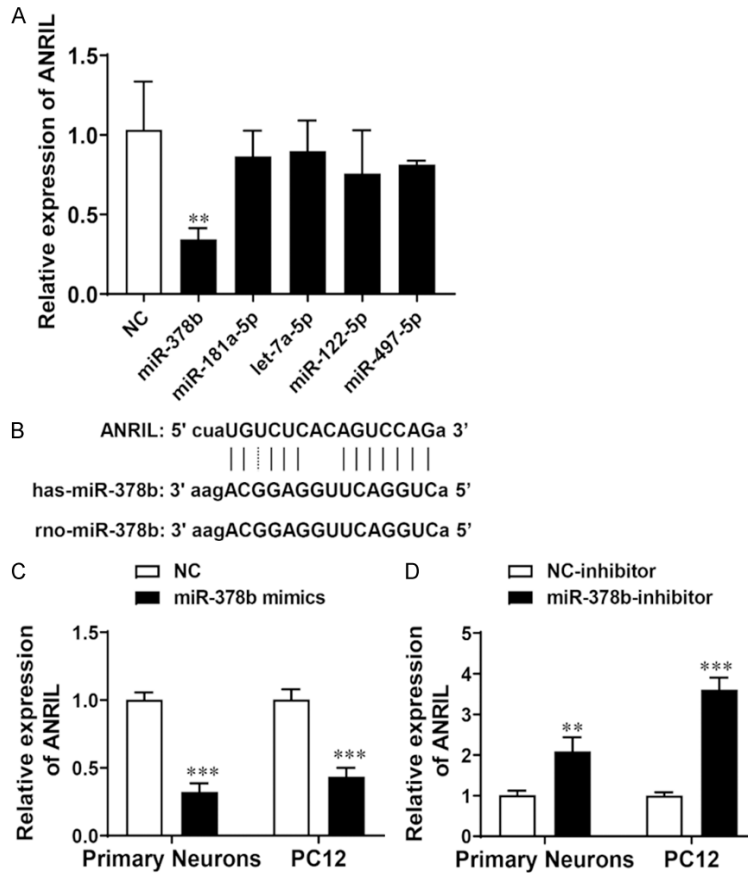 A
Relative expression of ANRIL
1.5
1.0
0.5
0.0
**
NC
miR-378b
miR-181a-5p
let-7a-5p
miR-122-5p
miR-497-5p
B
ANRIL: 5' cuaUGUCUCACAGUCCAGa 3’
has-miR-378b: 3' aagACGGAGGUUCAGGUCa 5’
rno-miR-378b: 3' aagACGGAGGUUCAGGUCa 5’
C
NC
miR-378b mimics
Relative expression
of ANRIL
1.5
1.0
0.5
0.0
***
***
Primary Neurons
PC12
D
NC-inhibitor
miR-378b-inhibitor
Relative expression
of ANRIL
5
4
3
2
1
0
**
***
Primary Neurons
PC12